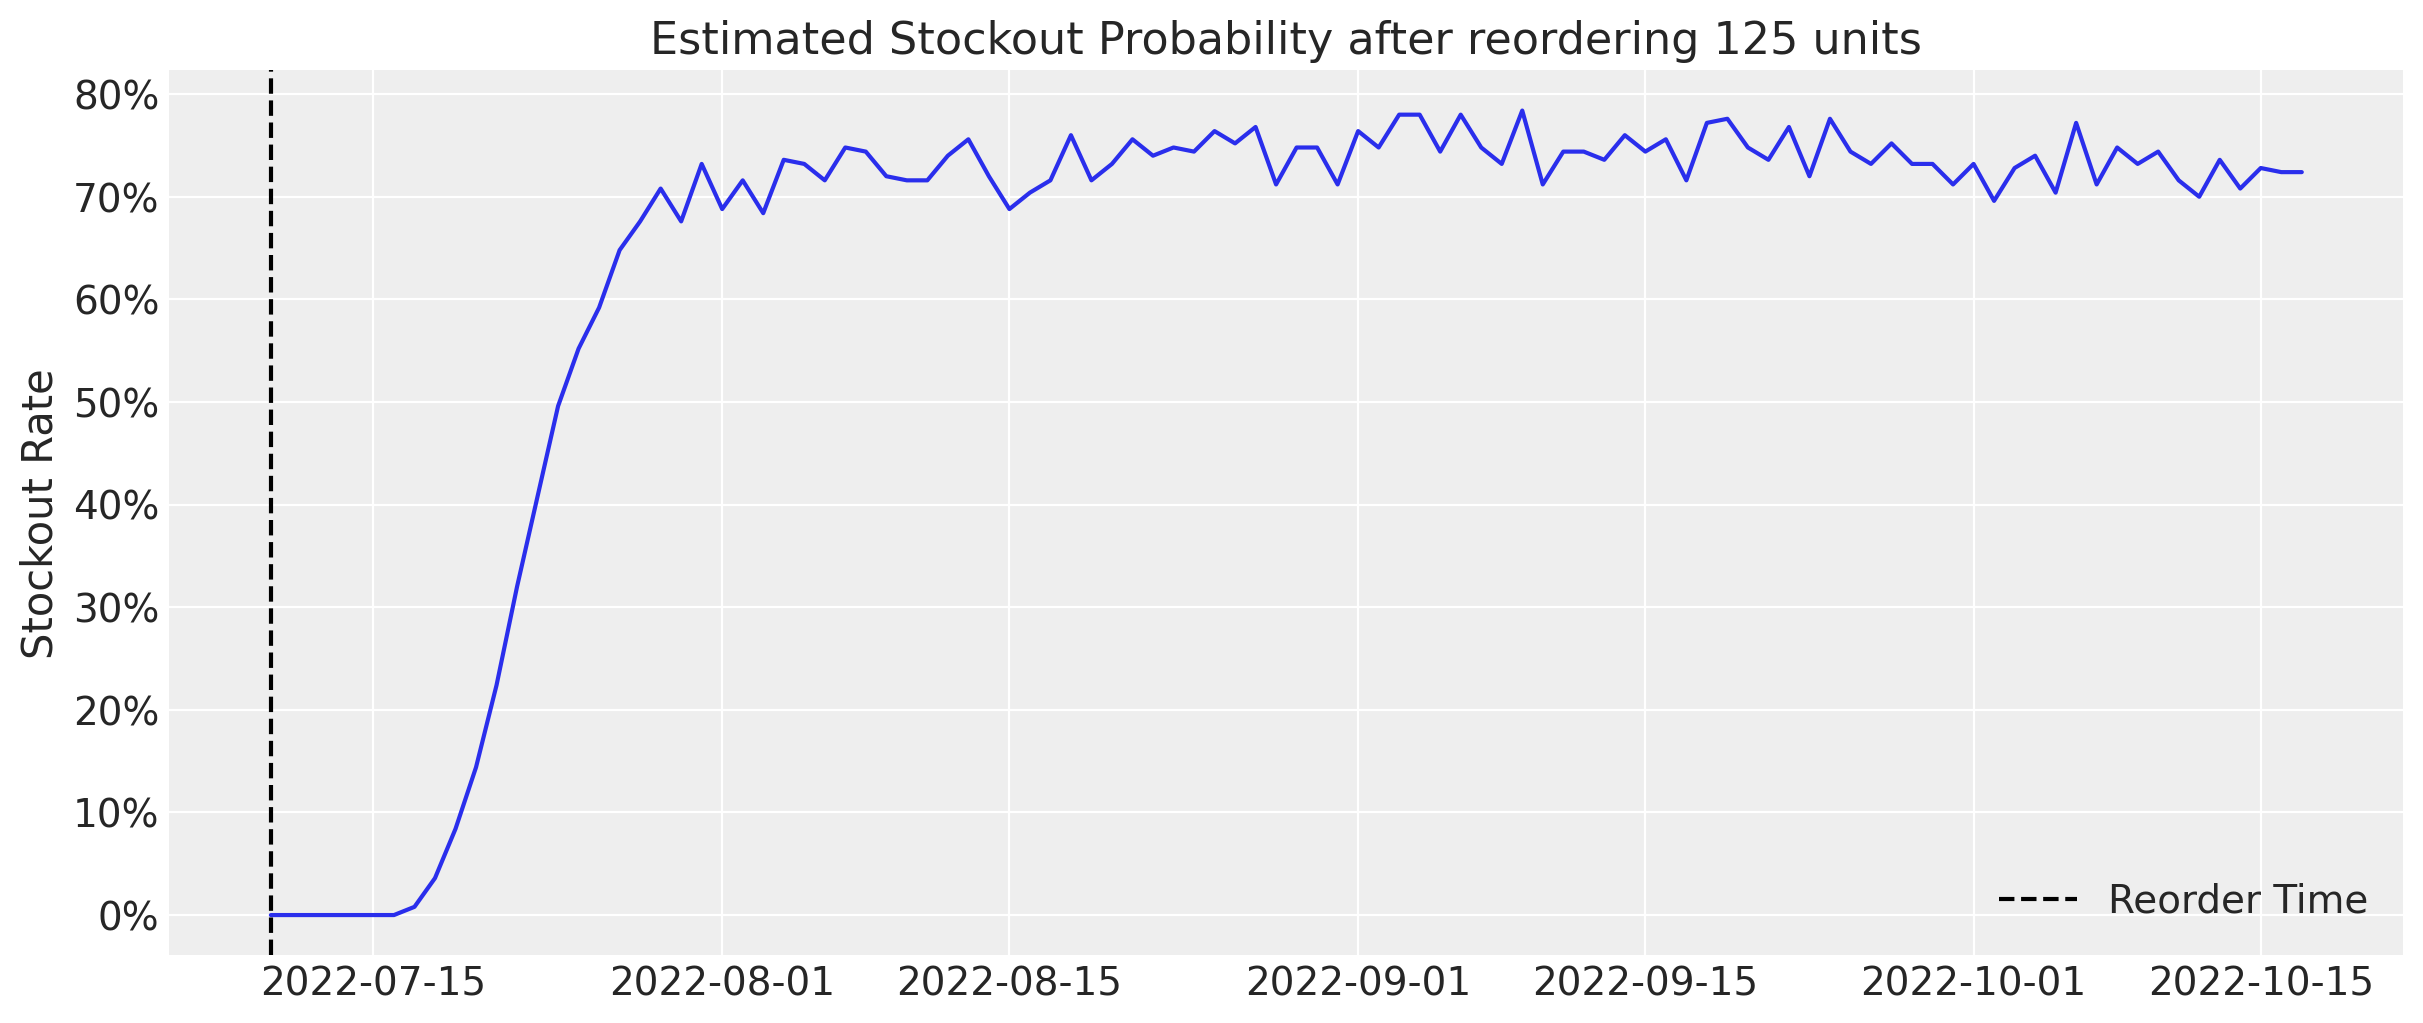 Estimated Stockout Probability after reordering 125 units
Stockout Rate
80%
70%
60%
50%
40%
30%
20%
10%
0%
Reorder Time
2022-07-15 2022-08-01 2022-08-15 2022-09-01 2022-09-15 2022-10-01 2022-10-15